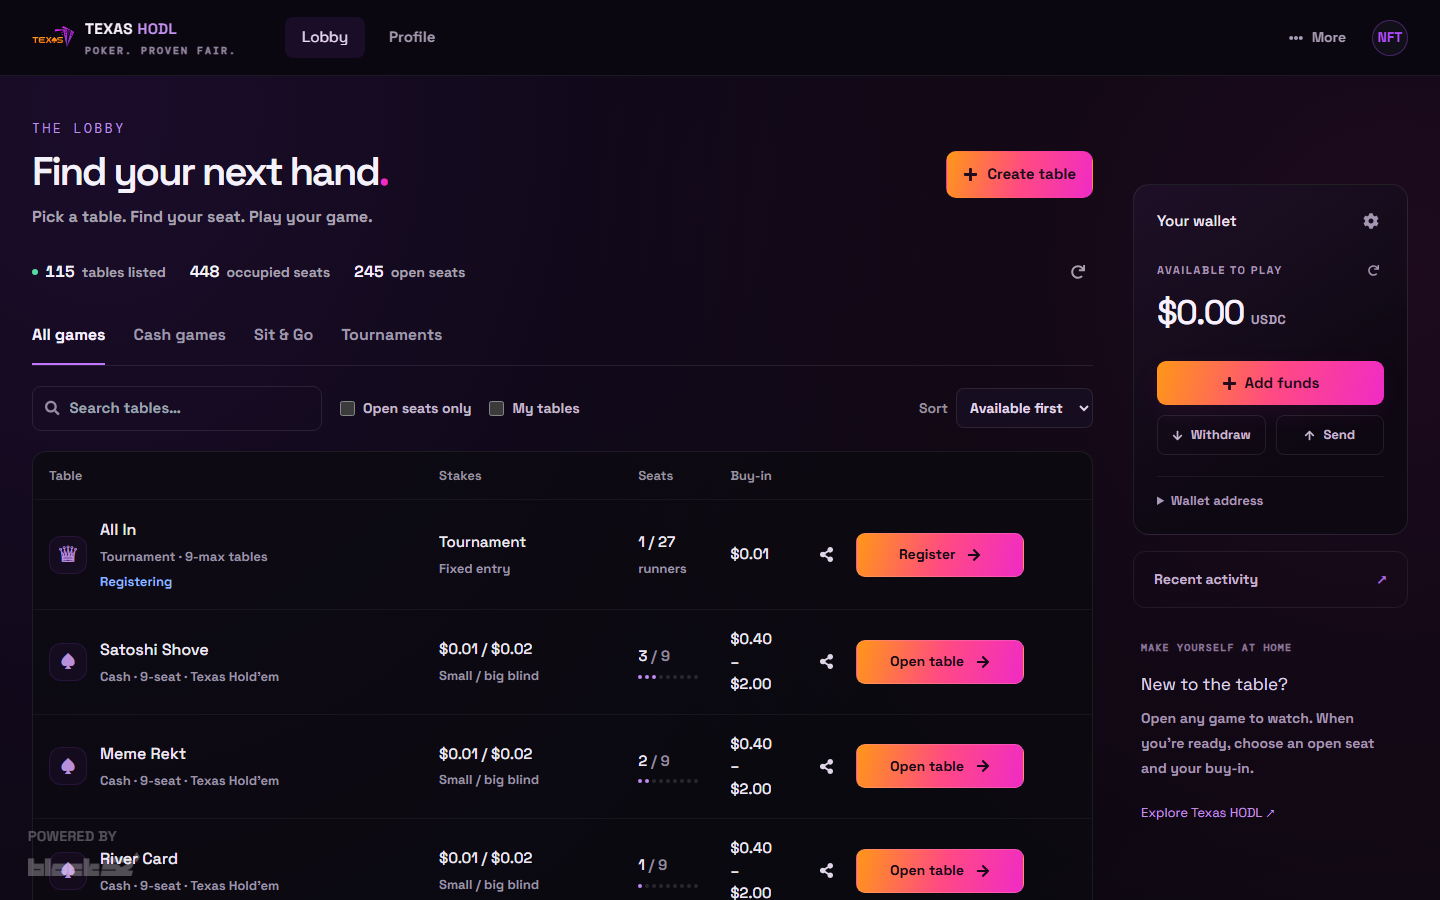 TEXAS
TEXAS HODL
POKER. PROVEN FAIR.
Lobby
Profile
More
NFT
THE LOBBY
Find your next hand.
Pick a table. Find your seat. Play your game.
Create table
115 tables listed
448 occupied seats
245 open seats
All games
Cash games
Sit & Go
Tournaments
Search tables...
Open seats only
My tables
Sort
Available first
Table
Stakes
Seats
Buy-in
All In
Tournament · 9-max tables
Registering
Tournament
Fixed entry
1 / 27
runners
$0.01
Register →
Satoshi Shove
Cash · 9-seat · Texas Hold'em
$0.01 / $0.02
Small / big blind
3 / 9
$0.40
–
$2.00
Open table →
Meme Rekt
Cash · 9-seat · Texas Hold'em
$0.01 / $0.02
Small / big blind
2 / 9
$0.40
–
$2.00
Open table →
River Card
Cash · 9-seat · Texas Hold'em
$0.01 / $0.02
Small / big blind
1 / 9
$0.40
–
$2.00
Open table →
POWERED BY
Your wallet
AVAILABLE TO PLAY
$0.00 USDC
Add funds
↓ Withdraw
↑ Send
Wallet address
Recent activity ↗
MAKE YOURSELF AT HOME
New to the table?
Open any game to watch. When
you're ready, choose an open seat
and your buy-in.
Explore Texas HODL ↗